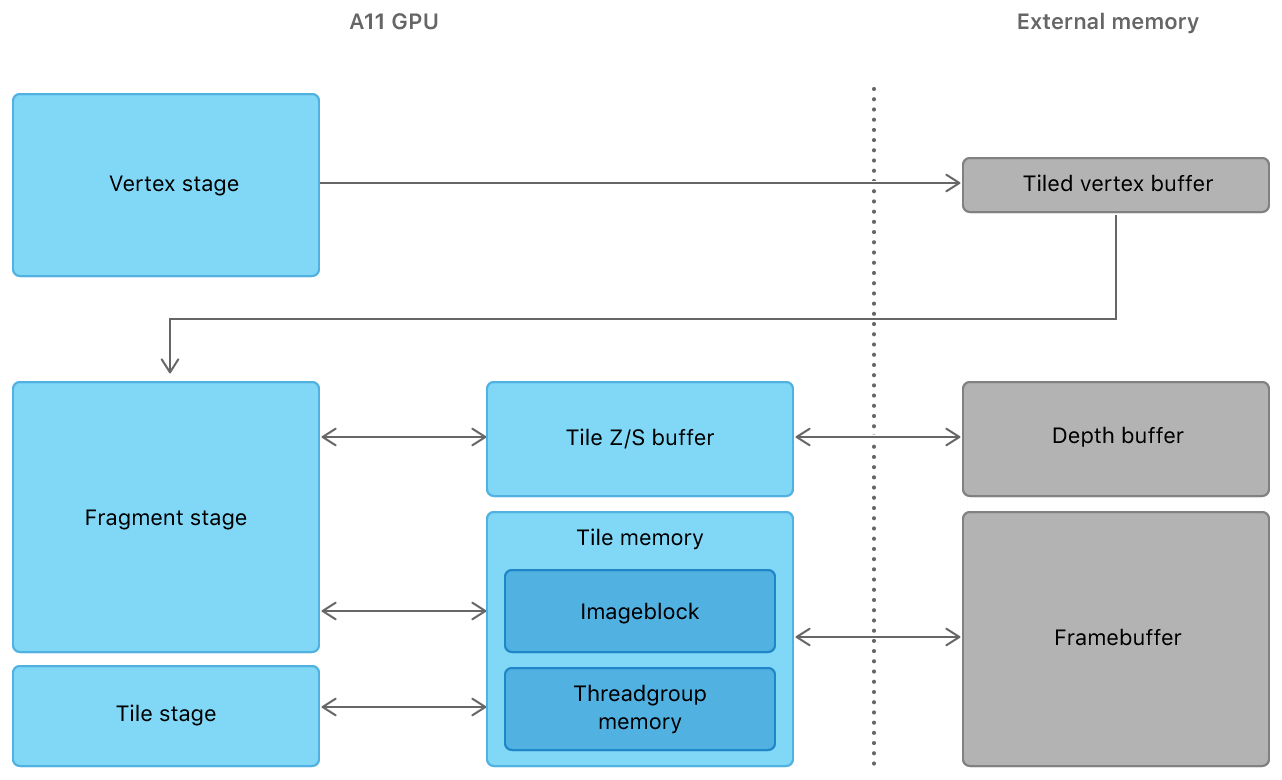 A11 GPU
External memory
Vertex stage
Tiled vertex buffer
Fragment stage
Tile Z/S buffer
Depth buffer
Tile memory
Imageblock
Framebuffer
Tile stage
Threadgroup
memory